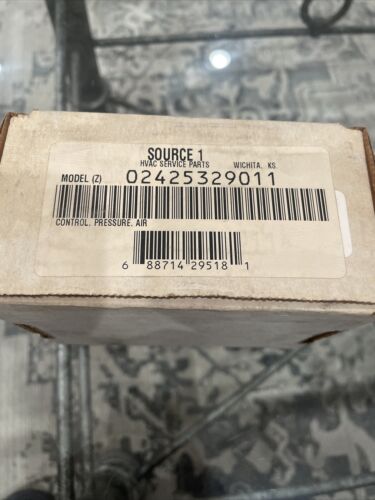 SOURCE 1
HVAC SERVICE PARTS WICHITA, KS.
MODEL (Z) 02425329011
CONTROL, PRESSURE, AIR
6 88714 29518 1